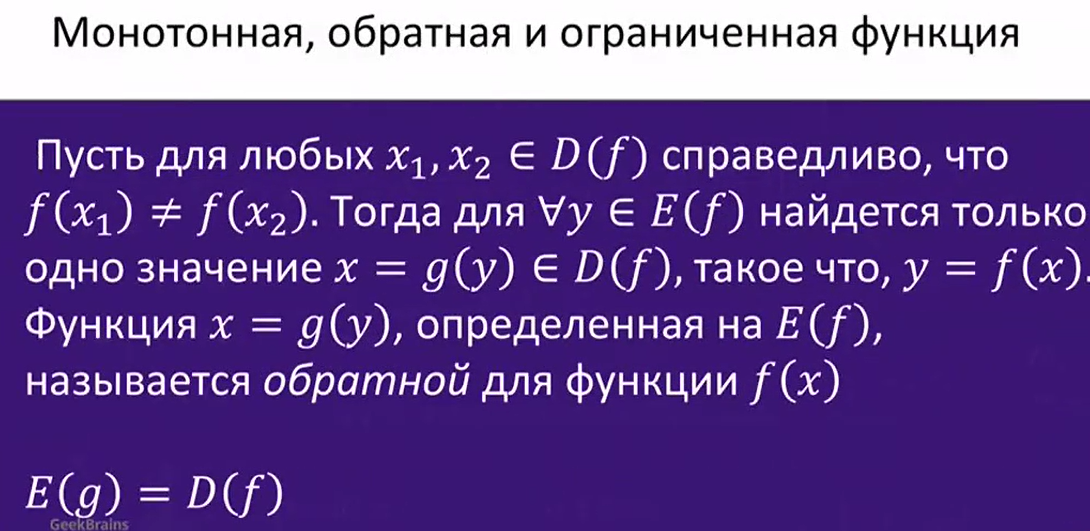 Монотонная, обратная и ограниченная функция
Пусть для любых x₁, x₂ ∈ D(f) справедливо, что
f(x₁) ≠ f(x₂). Тогда для ∀y ∈ E(f) найдется только
одно значение x = g(y) ∈ D(f), такое что, y = f(x).
Функция x = g(y), определенная на E(f),
называется обратной для функции f(x)
E(g) = D(f)
GeekBrains